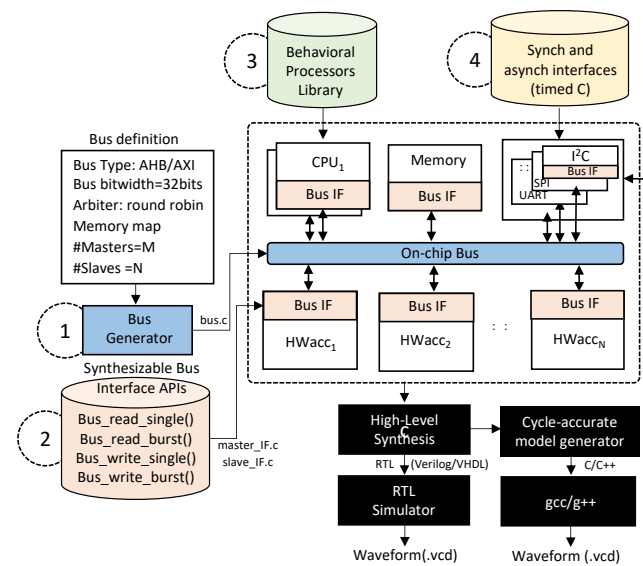 3
Behavioral
Processors
Library
4
Synch and
asynch interfaces
(timed C)
Bus definition
Bus Type: AHB/AXI
Bus bitwidth=32bits
Arbiter: round robin
Memory map
#Masters=M
#Slaves =N
CPU1
Bus IF
Memory
Bus IF
: :
I2C
Bus IF
SPI
UART
On-chip Bus
1
Bus
Generator
bus.c
Bus IF
HWacc1
Bus IF
HWacc2
: :
Bus IF
HWaccN
Synthesizable Bus
Interface APIs
2
Bus_read_single()
Bus_read_burst()
Bus_write_single()
Bus_write_burst()
master_IF.c
slave_IF.c
High-Level
Synthesis
C
Cycle-accurate
model generator
RTL (Verilog/VHDL)
C/C++
RTL
Simulator
gcc/g++
Waveform(.vcd)
Waveform (.vcd)